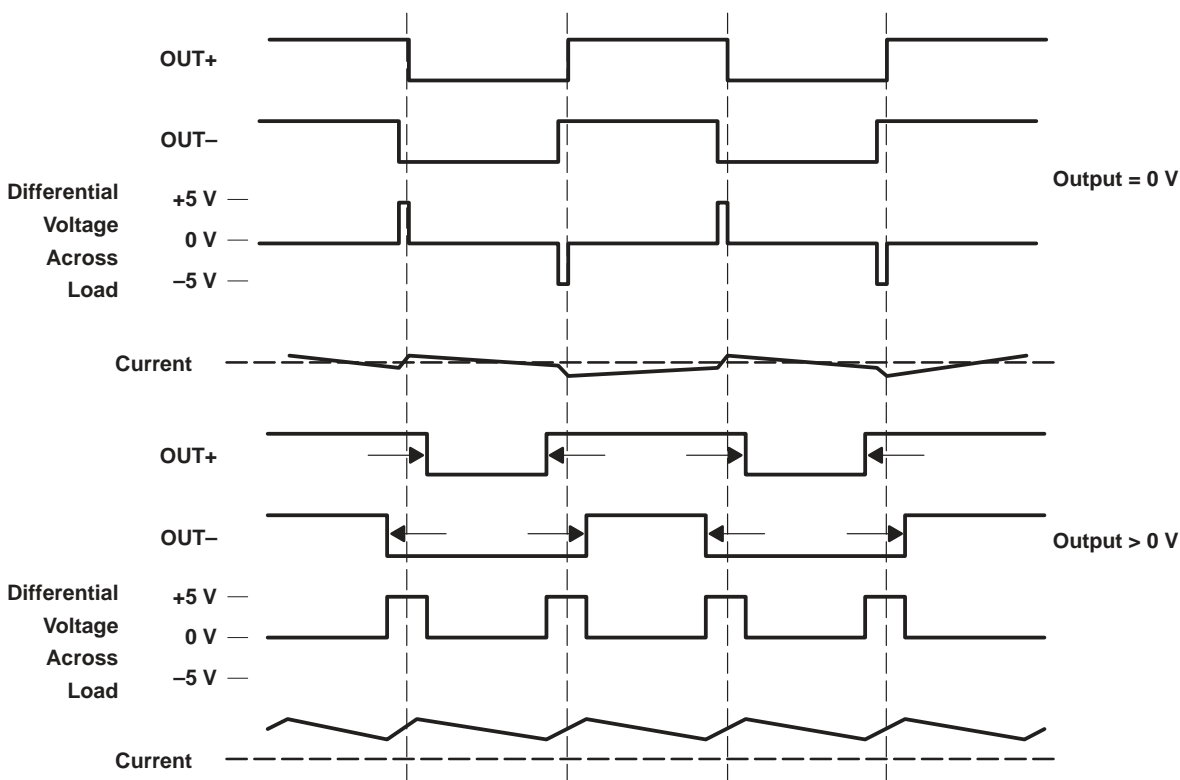 OUT+
OUT–
Output = 0 V
Differential
Voltage
Across
Load
+5 V
0 V
–5 V
Current
OUT+
OUT–
Output > 0 V
Differential
Voltage
Across
Load
+5 V
0 V
–5 V
Current